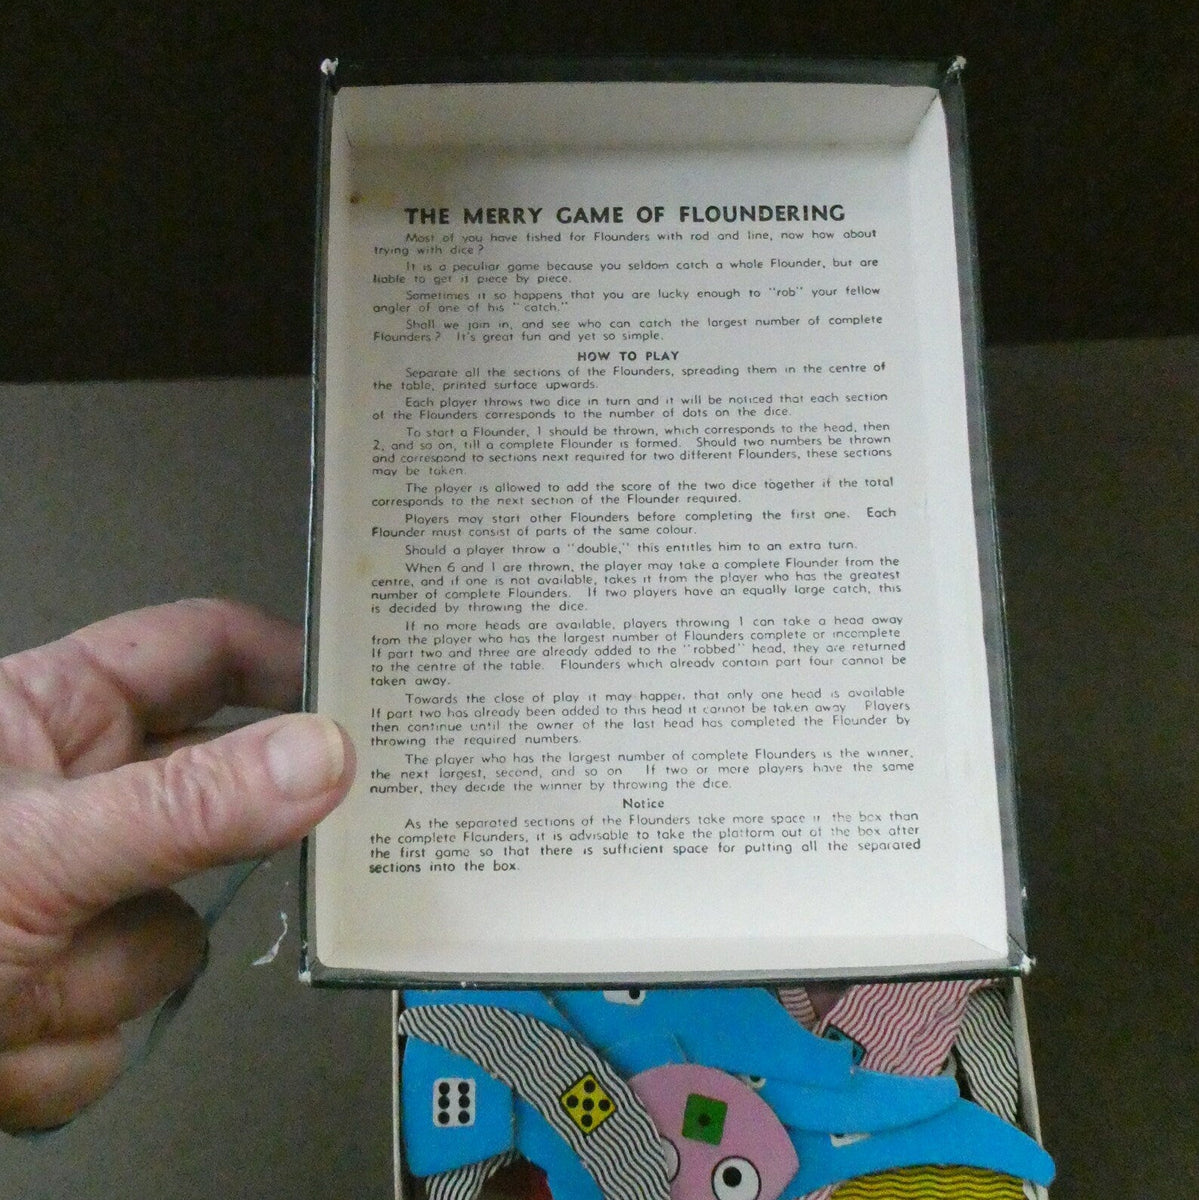 THE MERRY GAME OF FLOUNDERING
Most of you have fished for Flounders with rod and line, now how about
trying with dice?
It is a peculiar game because you seldom catch a whole Flounder, but are
liable to get it piece by piece.
Sometimes it so happens that you are lucky enough to "rob" your fellow
angler of one of his "catch."
Shall we join in, and see who can catch the largest number of complete
Flounders? It's great fun and yet so simple.
HOW TO PLAY
Separate all the sections of the Flounders, spreading them in the centre of
the table, printed surface upwards.
Each player throws two dice in turn and it will be noticed that each section
of the Flounders corresponds to the number of dots on the dice.
To start a Flounder, 1 should be thrown, which corresponds to the head, then
2, and so on, till a complete Flounder is formed. Should two numbers be thrown
and correspond to sections next required for two different Flounders, these sections
may be taken.
The player is allowed to add the score of the two dice together if the total
corresponds to the next section of the Flounder required.
Players may start other Flounders before completing the first one. Each
Flounder must consist of parts of the same colour.
Should a player throw a "double," this entitles him to an extra turn.
When 6 and 1 are thrown, the player may take a complete Flounder from the
centre, and if one is not available, takes it from the player who has the greatest
number of complete Flounders. If two players have an equally large catch, this
is decided by throwing the dice.
If no more heads are available, players throwing 1 can take a head away
from the player who has the largest number of Flounders complete or incomplete
If part two and three are already added to the "robbed" head, they are returned
to the centre of the table. Flounders which already contain part four cannot be
taken away.
Towards the close of play it may happen, that only one head is available
If part two has already been added to this head it cannot be taken away Players
then continue until the owner of the last head has completed the Flounder by
throwing the required numbers.
The player who has the largest number of complete Flounders is the winner,
the next largest, second, and so on If two or more players have the same
number, they decide the winner by throwing the dice.
Notice
As the separated sections of the Flounders take more space in the box than
the complete Flounders, it is advisable to take the platform out of the box after
the first game so that there is sufficient space for putting all the separated
sections into the box.